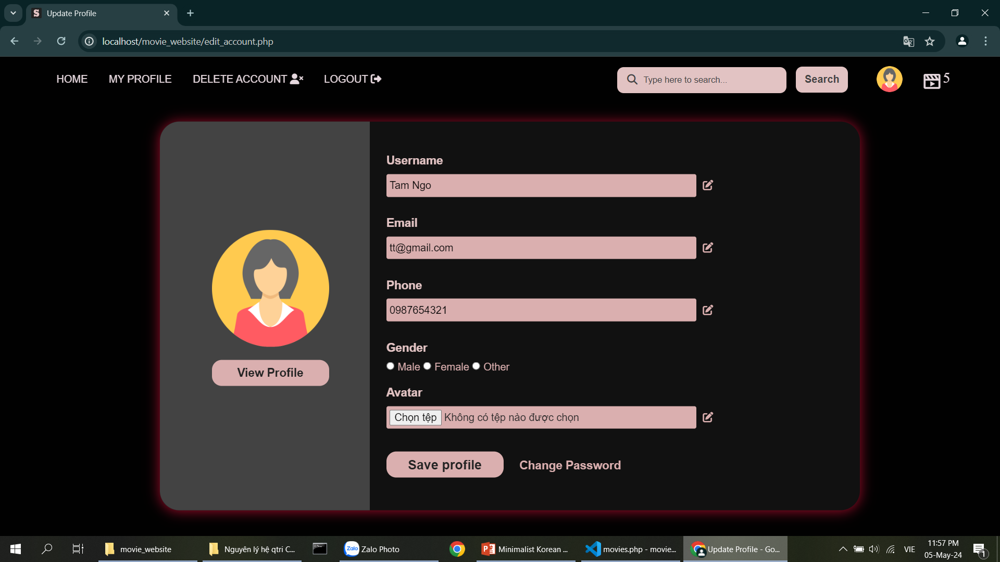 Update Profile
localhost/movie_website/edit_account.php
HOME MY PROFILE DELETE ACCOUNT LOGOUT Type here to search... Search 5
Username
Tam Ngo
Email
tt@gmail.com
Phone
0987654321
Gender
Male Female Other
View Profile
Avatar
Chọn tệp Không có tệp nào được chọn
Save profile Change Password
movie_website Nguyên lý hệ qtri C... Zalo Zalo Photo Minimalist Korean ... movies.php - movie... Update Profile - Go... VIE
11:57 PM
05-May-24
1